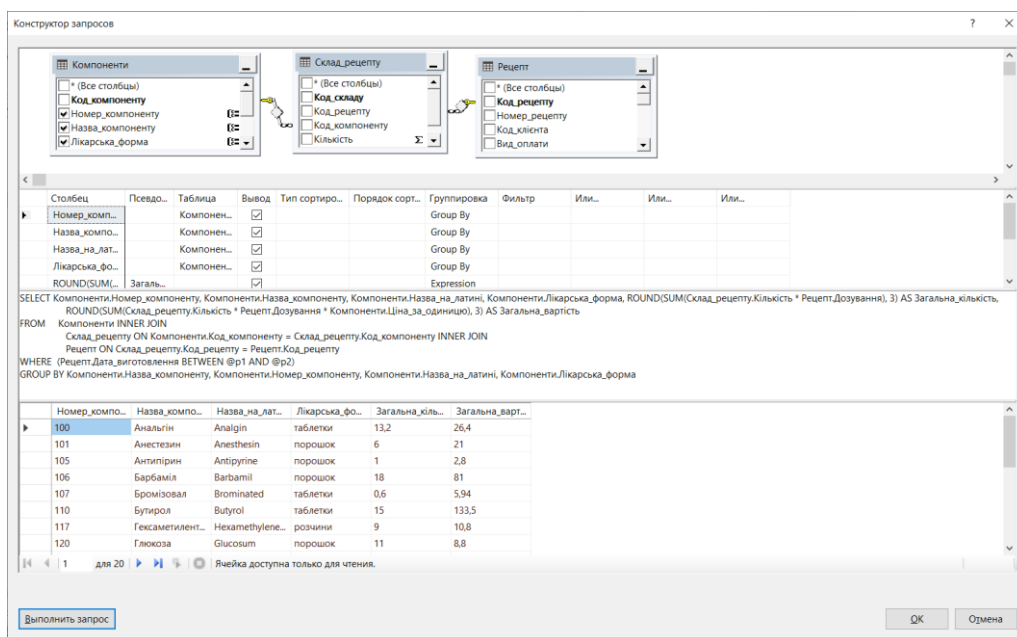 Конструктор запросов ? ×
Компоненти
* (Все столбцы)
Код_компоненту
Номер_компоненту
Назва_компоненту
Лікарська_форма
Склад_рецепту
* (Все столбцы)
Код_складу
Код_рецепту
Код_компоненту
Кількість Σ
Рецепт
* (Все столбцы)
Код_рецепту
Номер_рецепту
Код_клієнта
Вид_оплати
Столбец Псевдо... Таблица Вывод Тип сортиро... Порядок сорт... Группировка Фильтр Или... Или... Или...
Номер_комп... Компонен... Group By
Назва_компо... Компонен... Group By
Назва_на_лат... Компонен... Group By
Лікарська_фо... Компонен... Group By
ROUND(SUM(... Загаль... Expression
SELECT Компоненти.Номер_компоненту, Компоненти.Назва_компоненту, Компоненти.Назва_на_латині, Компоненти.Лікарська_форма, ROUND(SUM(Склад_рецепту.Кількість * Рецепт.Дозування), 3) AS Загальна_кількість,
ROUND(SUM(Склад_рецепту.Кількість * Рецепт.Дозування * Компоненти.Ціна_за_одиницю), 3) AS Загальна_вартість
FROM Компоненти INNER JOIN
Склад_рецепту ON Компоненти.Код_компоненту = Склад_рецепту.Код_компоненту INNER JOIN
Рецепт ON Склад_рецепту.Код_рецепту = Рецепт.Код_рецепту
WHERE (Рецепт.Дата_виготовлення BETWEEN @p1 AND @p2)
GROUP BY Компоненти.Назва_компоненту, Компоненти.Номер_компоненту, Компоненти.Назва_на_латині, Компоненти.Лікарська_форма
Номер_компо... Назва_компо... Назва_на_лат... Лікарська_фо... Загальна_кіль... Загальна_варт...
100 Анальгін Analgin таблетки 13,2 26,4
101 Анестезин Anesthesin порошок 6 21
105 Антипірин Antipyrine порошок 1 2,8
106 Барбаміл Barbamil порошок 18 81
107 Бромізовал Brominated таблетки 0,6 5,94
110 Бутирол Butyrol таблетки 15 133,5
117 Гексаметилент... Hexamethylene... розчини 9 10,8
120 Глюкоза Glucosum порошок 11 8,8
1 для 20 Ячейка доступна только для чтения.
Выполнить запрос OK Отмена